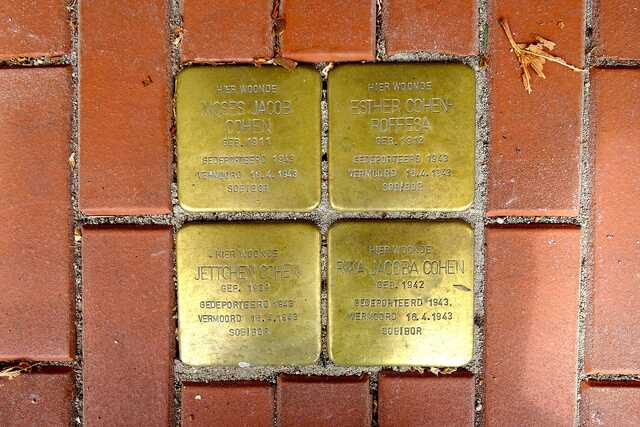 HIER WOONDE
MOSES JACOB
COHEN
GEB. 1911
GEDEPORTEERD 1943
VERMOORD 16.4.1943
SOBIBOR
HIER WOONDE
ESTHER COHEN-
ROFFESA
GEB. 1912
GEDEPORTEERD 1943
VERMOORD 16.4.1943
SOBIBOR
HIER WOONDE
JETTCHEN COHEN
GEB.
GEDEPORTEERD 1943
VERMOORD 16.4.1943
SOBIBOR
HIER WOONDE
JACOBA COHEN
GEB. 1942
GEDEPORTEERD 1943
VERMOORD 16.4.1943
SOBIBOR